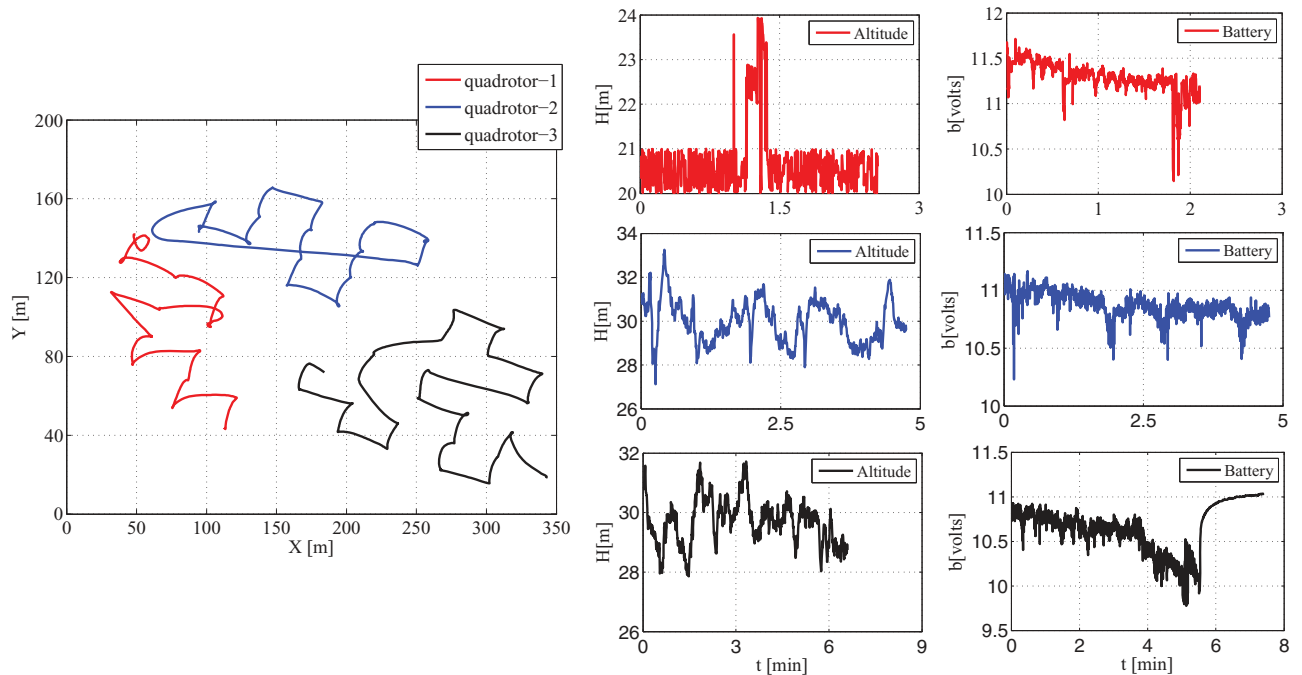 quadrotor−1
quadrotor−2
quadrotor−3
200
160
120
80
40
0
Y [m]
0 50 100 150 200 250 300 350
X [m]
Altitude
24
23
22
21
20
H[m]
0 1.5 3
Battery
12
11.5
11
10.5
10
b[volts]
0 1 2 3
Altitude
34
32
30
28
26
H[m]
0 2.5 5
Battery
11.5
11
10.5
10
b[volts]
0 2.5 5
Altitude
32
30
28
26
H[m]
0 3 6 9
t [min]
Battery
11.5
11
10.5
10
9.5
b[volts]
0 2 4 6 8
t [min]